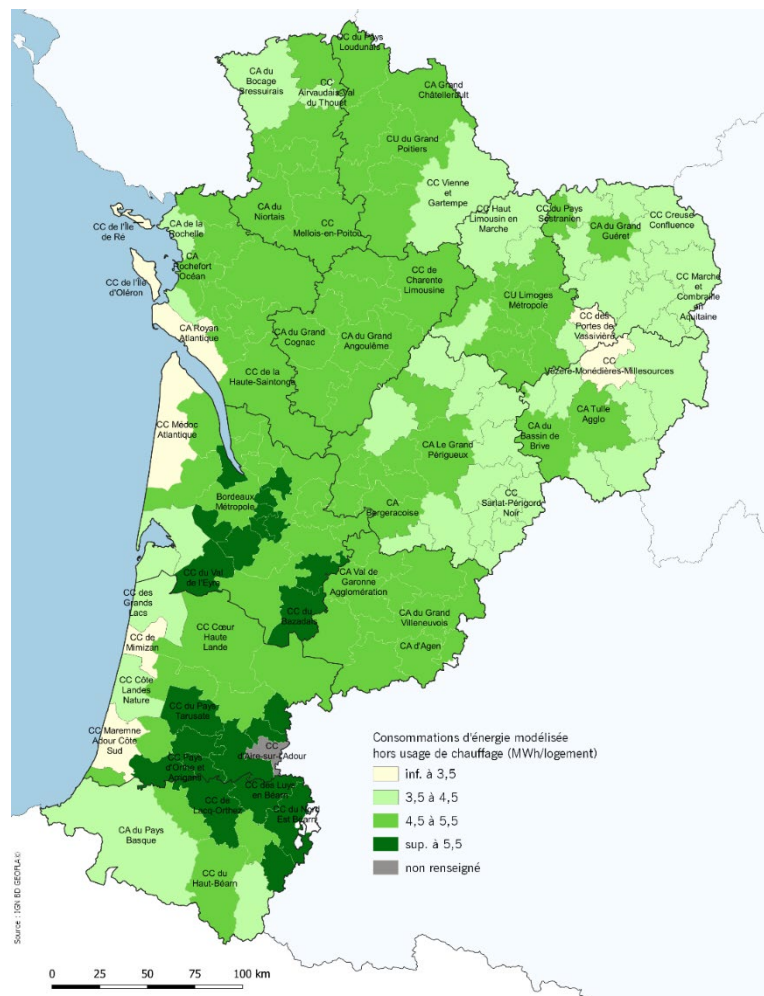 CC du Pays
Loudunais
CA du
Bocage
Bressuirais
CC
Airvaudais-Val
du Thouet
CA Grand
Châtellerault
CU du Grand
Poitiers
CC Vienne
et
Gartempe
CA du
Niortais
CC
Mellois-en-Poitou
CC Haut
Limousin en
Marche
CC du Pays
Sostranien
CA du Grand
Guéret
CC Creuse
Confluence
CC de l'Île
de Ré
CA de la
Rochelle
CA
Rochefort
Océan
CC de l'Île
d'Oléron
CC de
Charente
Limousine
CU Limoges
Métropole
CC Marche
et
Combraille
en
Aquitaine
CC des
Portes de
Vassivière
CA Royan
Atlantique
CA du Grand
Cognac
CA du Grand
Angoulême
CC
Vézère-Monédières-Millesources
CC de la
Haute-Saintonge
CC Médoc
Atlantique
CA Tulle
Agglo
CA du
Bassin de
Brive
CA Le Grand
Périgueux
Bordeaux
Métropole
CA
Bergeracoise
CC
Sarlat-Périgord
Noir
CC du Val
de l'Eyre
CA Val de
Garonne
Agglomération
CC des
Grands
Lacs
CC du
Bazadais
CA du Grand
Villeneuvois
CC Cœur
Haute
Lande
CC de
Mimizan
CA d'Agen
CC Côte
Landes
Nature
CC du Pays
Tarusate
CC Maremne
Adour Côte
Sud
CC
d'Aire-sur-l'Adour
CC Pays
d'Orthe et
Arrigans
CC des Luys
en Béarn
CC de
Lacq-Orthez
CC du Nord
Est Béarn
CA du Pays
Basque
CC du
Haut-Béarn
Consommations d'énergie modélisée
hors usage de chauffage (MWh/logement)
inf. à 3,5
3,5 à 4,5
4,5 à 5,5
sup. à 5,5
non renseigné
Source : IGN BD GEOFLA©
0 25 50 75 100 km